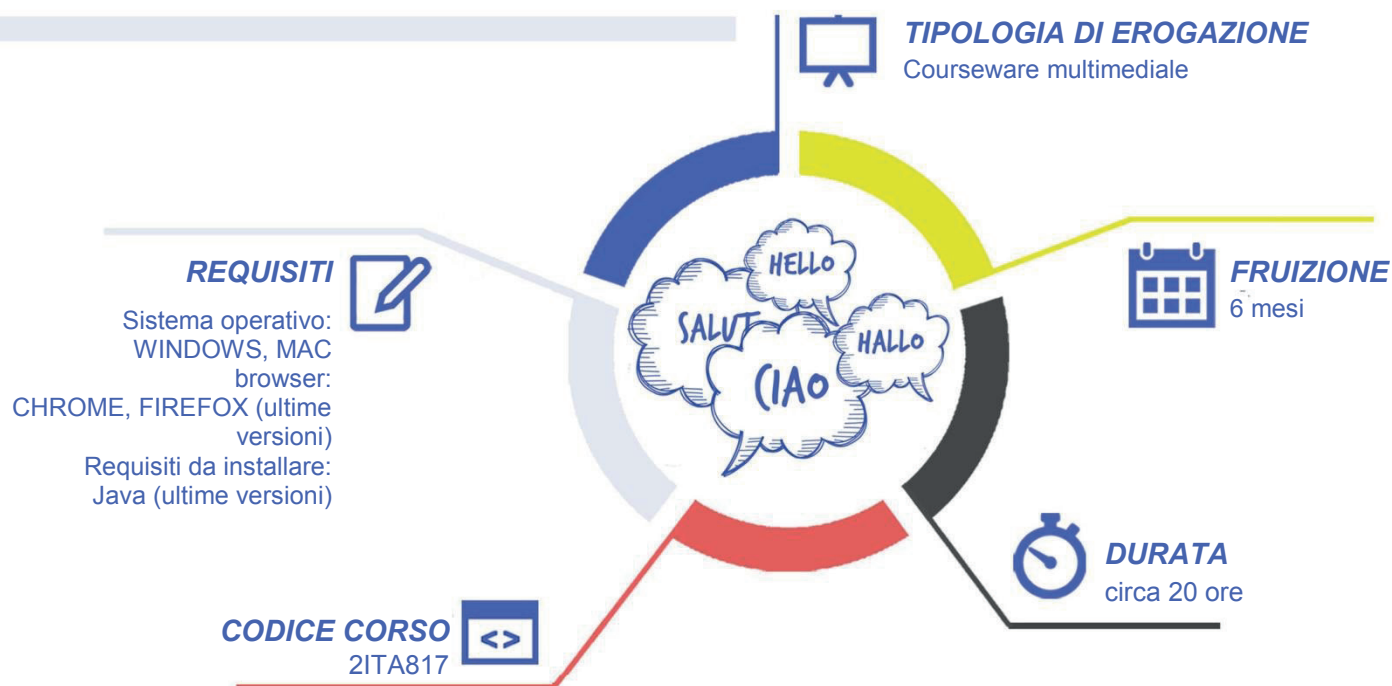 TIPOLOGIA DI EROGAZIONE
Courseware multimediale
REQUISITI
Sistema operativo:
WINDOWS, MAC
browser:
CHROME, FIREFOX (ultime
versioni)
Requisiti da installare:
Java (ultime versioni)
HELLO
SALUT
HALLO
CIAO
FRUIZIONE
6 mesi
DURATA
circa 20 ore
CODICE CORSO
2ITA817